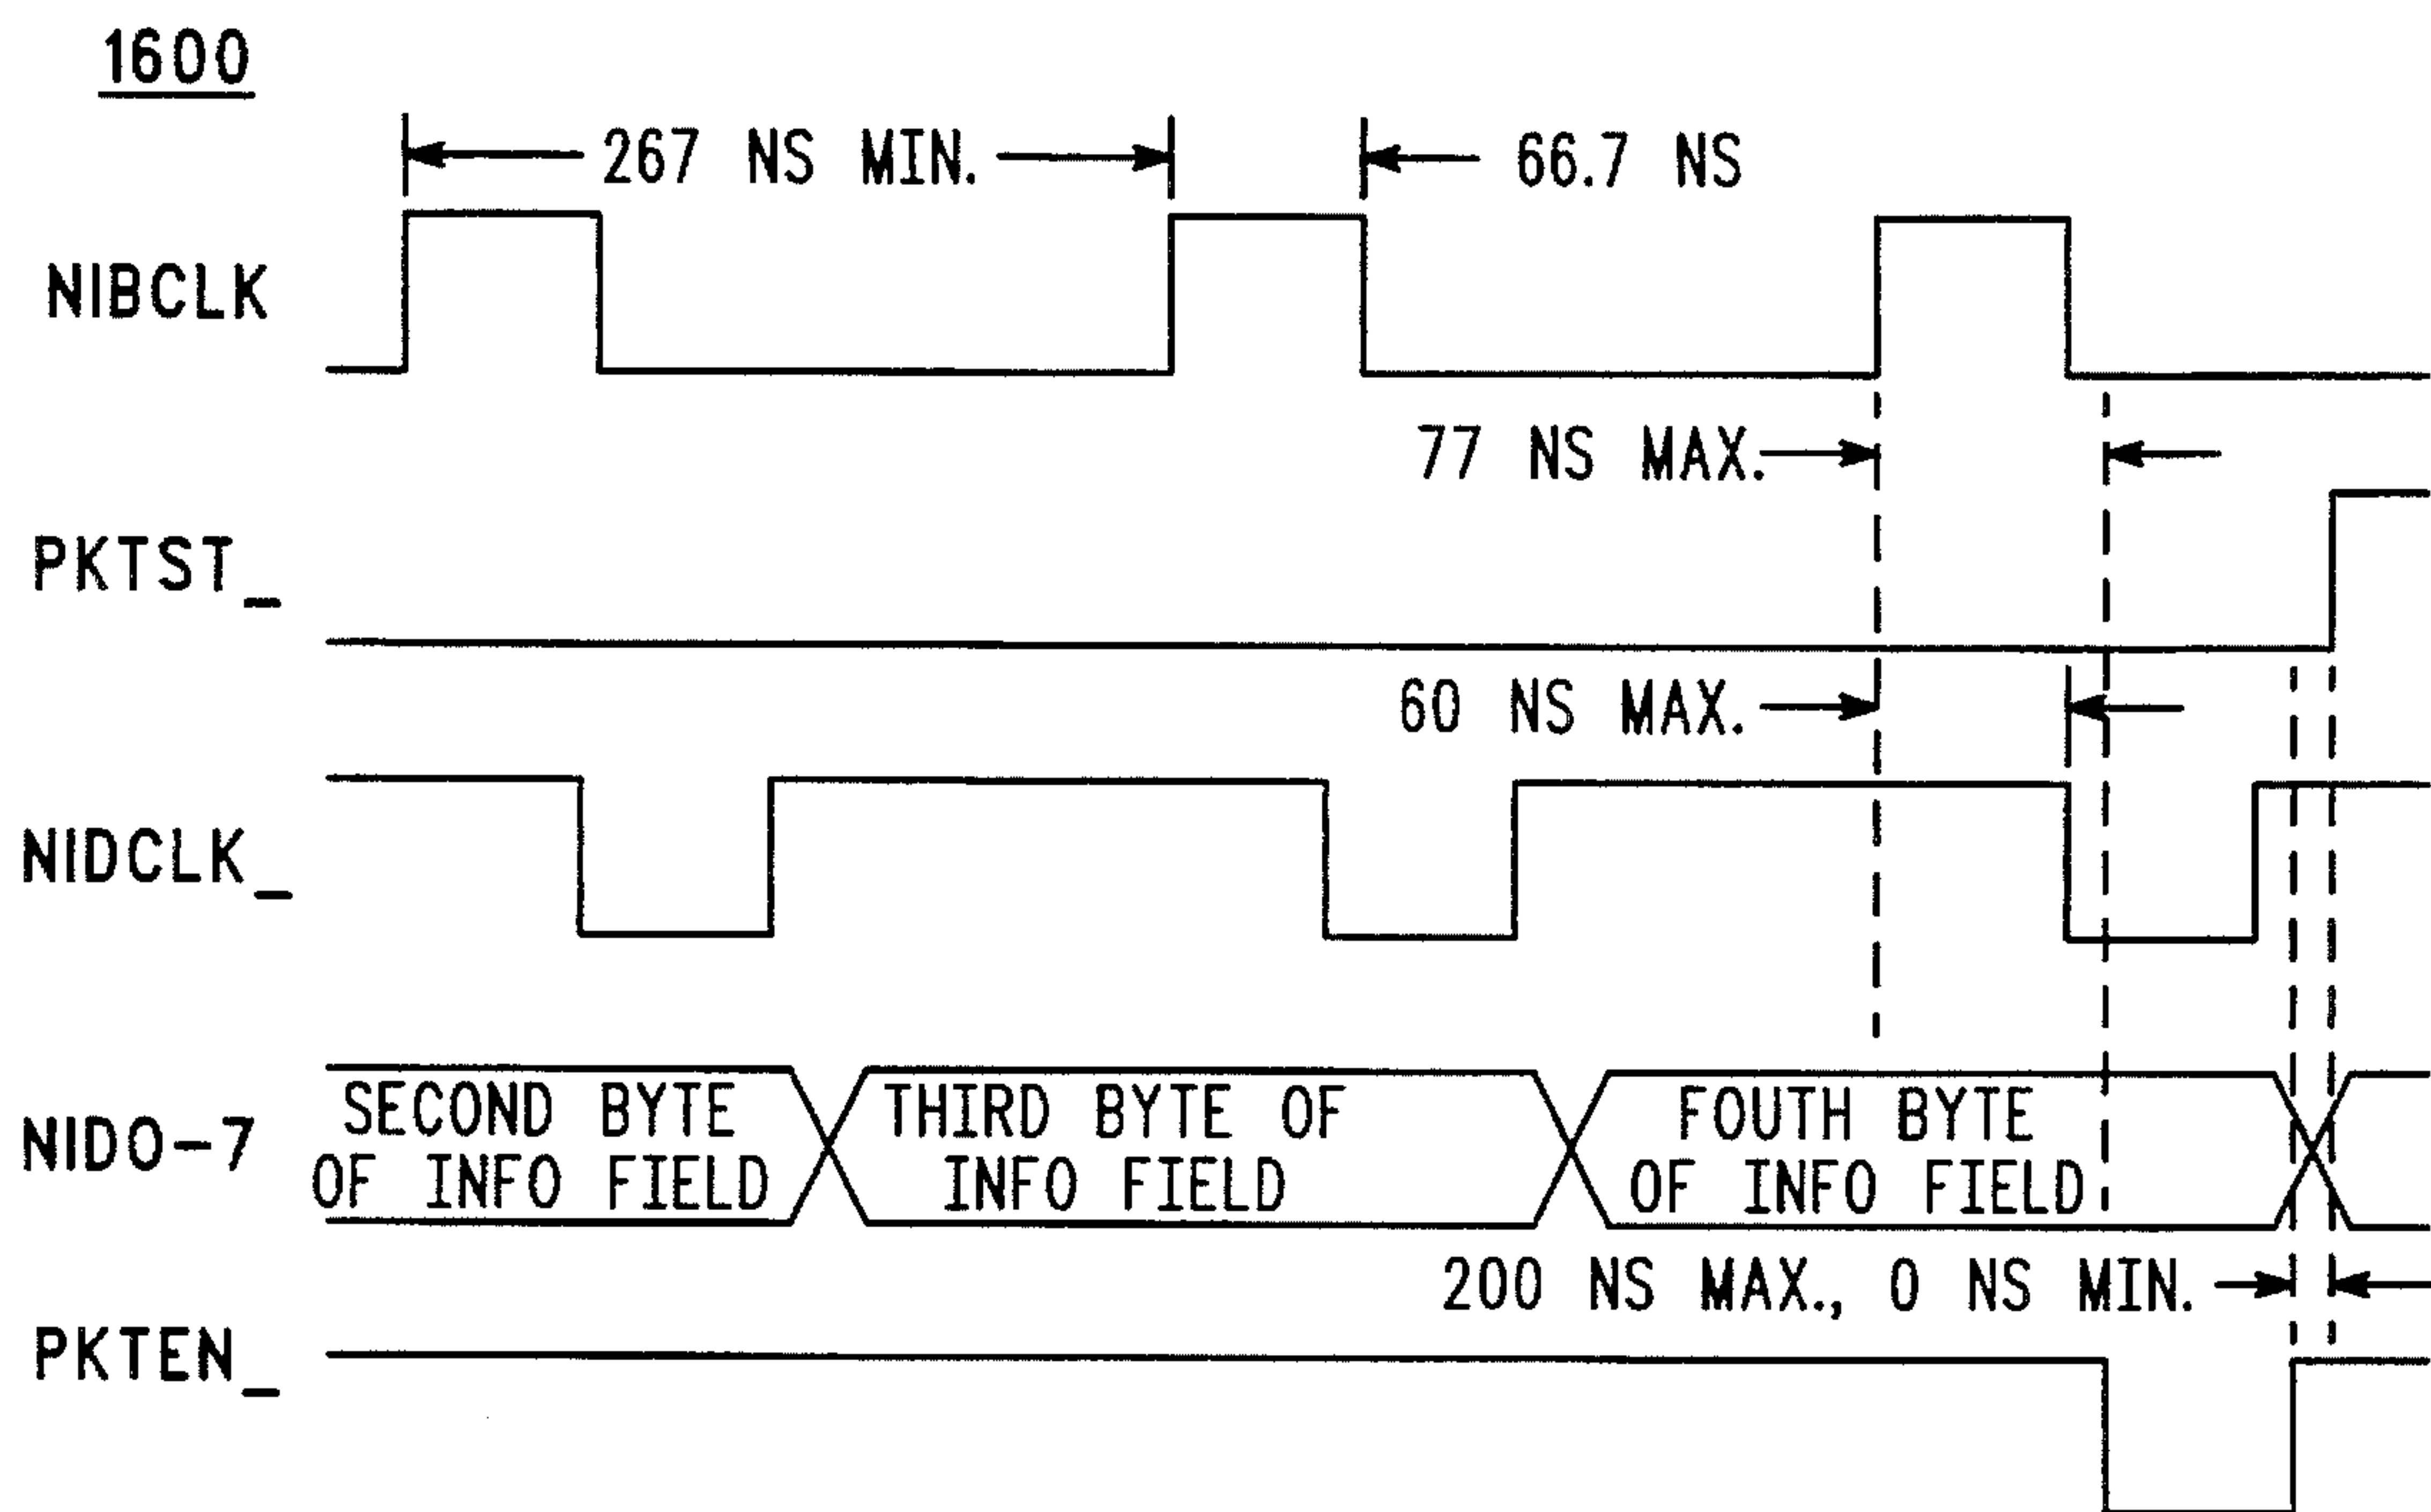 1600
267 NS MIN.
66.7 NS
NIBCLK
77 NS MAX.
PKTST_
60 NS MAX.
NIDCLK_
NIDO-7
SECOND BYTE
OF INFO FIELD
THIRD BYTE OF
INFO FIELD
FOUTH BYTE
OF INFO FIELD
200 NS MAX., 0 NS MIN.
PKTEN_